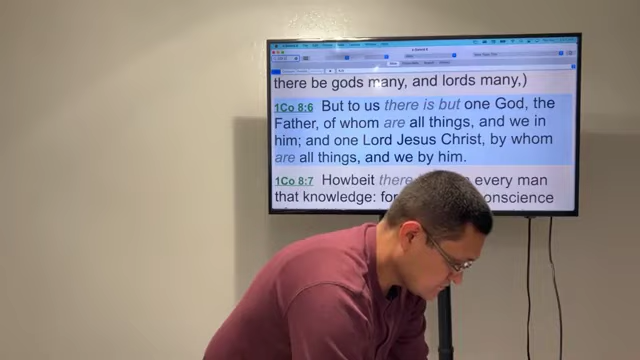 there be gods many, and lords many,)
1Co 8:6 But to us there is but one God, the
Father, of whom are all things, and we in
him; and one Lord Jesus Christ, by whom
are all things, and we by him.
1Co 8:7 Howbeit there every man
that knowledge: for conscience